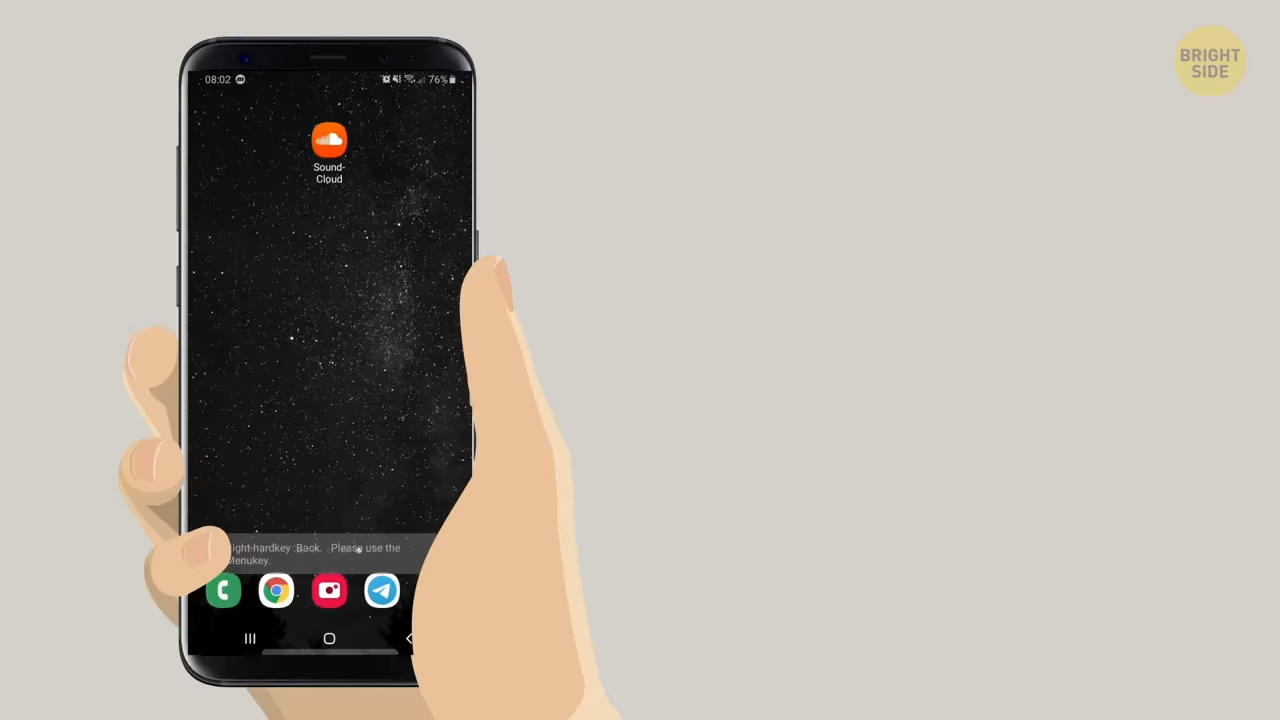 BRIGHT
SIDE
08:02
76%
Sound-
Cloud
ight-hardkey :Back. Please use the
Menukey.